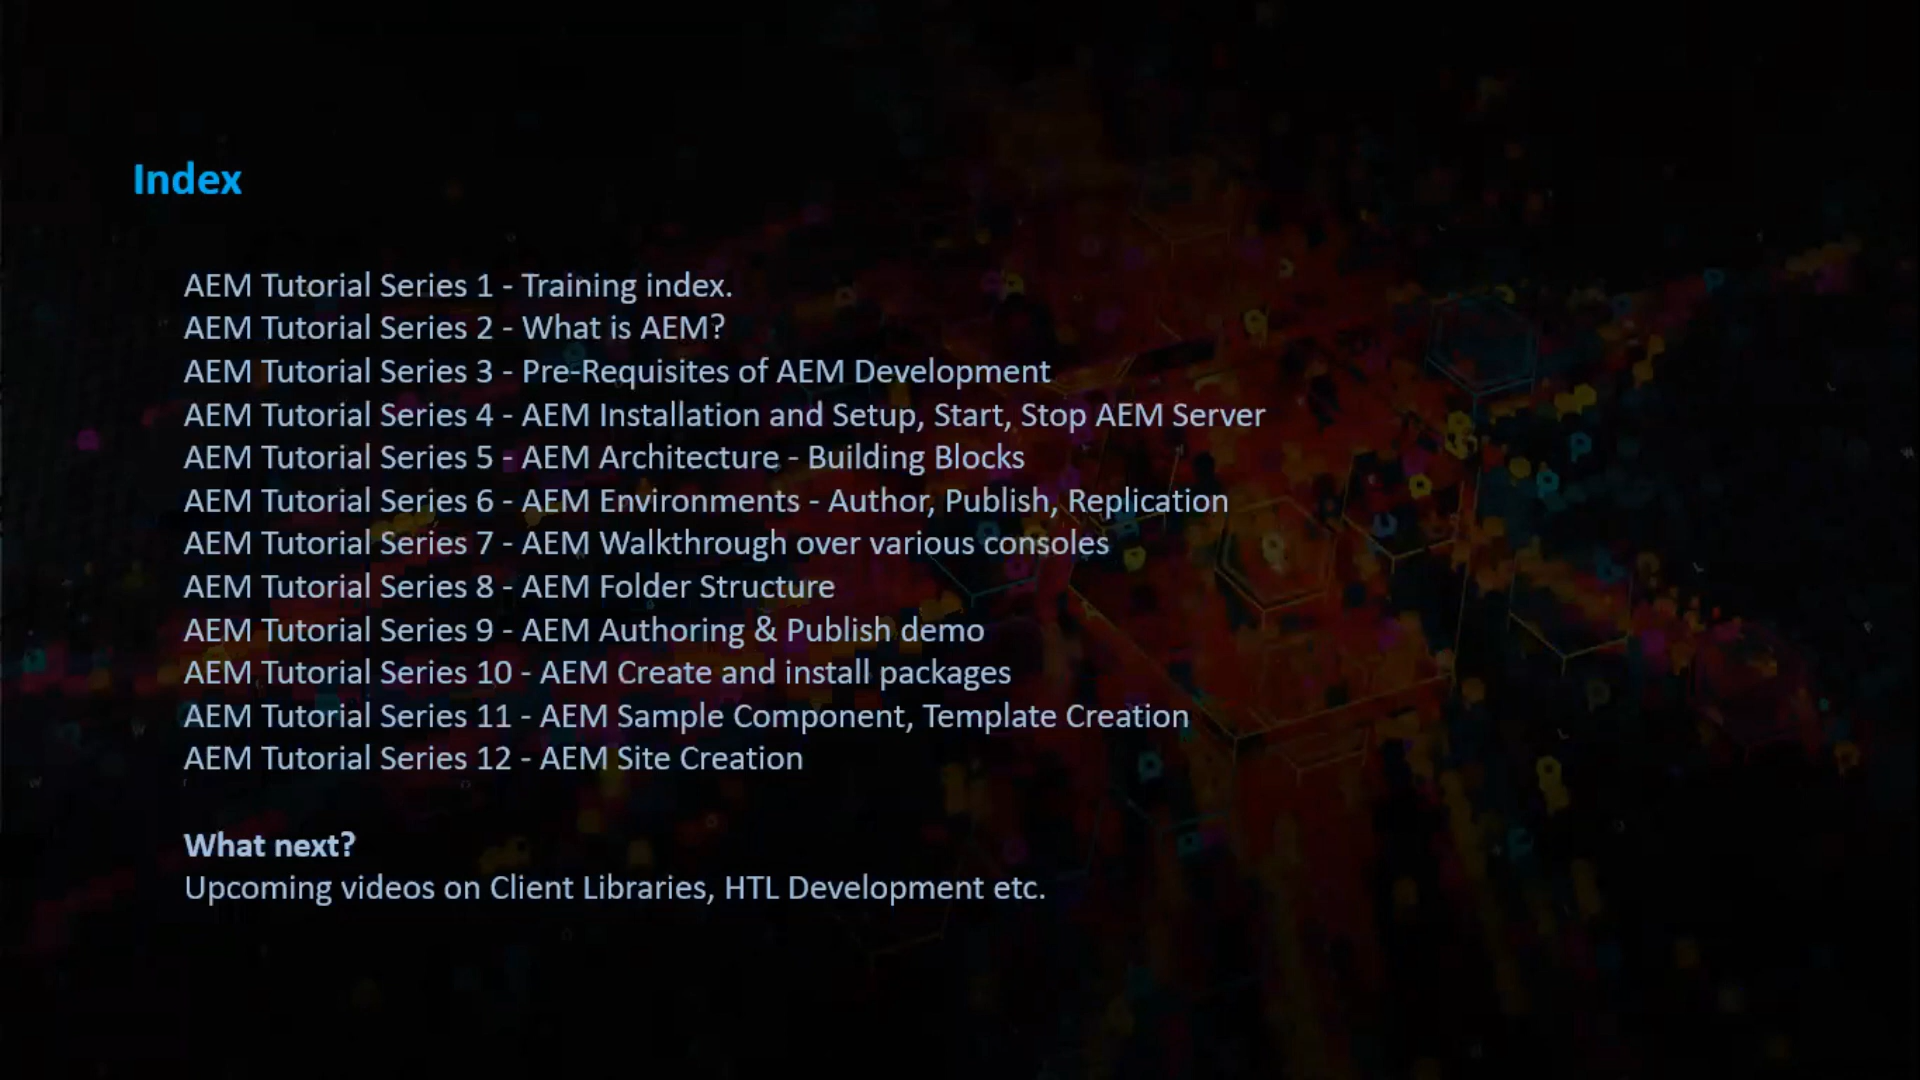 Index
AEM Tutorial Series 1 - Training index.
AEM Tutorial Series 2 - What is AEM?
AEM Tutorial Series 3 - Pre-Requisites of AEM Development
AEM Tutorial Series 4 - AEM Installation and Setup, Start, Stop AEM Server
AEM Tutorial Series 5 - AEM Architecture - Building Blocks
AEM Tutorial Series 6 - AEM Environments - Author, Publish, Replication
AEM Tutorial Series 7 - AEM Walkthrough over various consoles
AEM Tutorial Series 8 - AEM Folder Structure
AEM Tutorial Series 9 - AEM Authoring & Publish demo
AEM Tutorial Series 10 - AEM Create and install packages
AEM Tutorial Series 11 - AEM Sample Component, Template Creation
AEM Tutorial Series 12 - AEM Site Creation
What next?
Upcoming videos on Client Libraries, HTL Development etc.